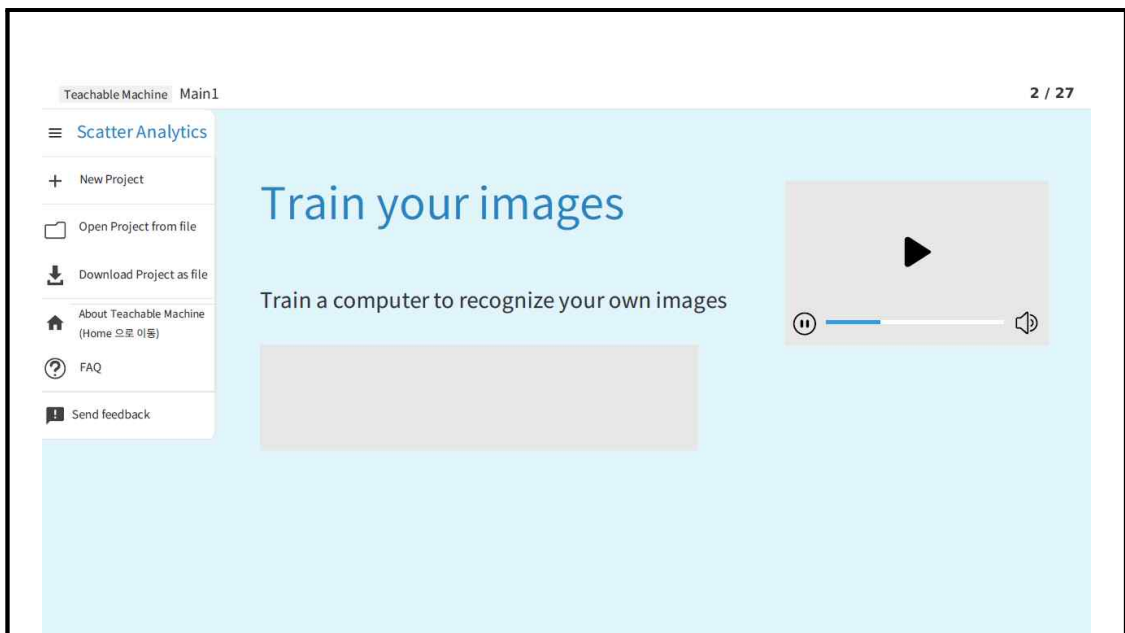 Teachable Machine Main1
2 / 27
Scatter Analytics
New Project
Open Project from file
Download Project as file
About Teachable Machine
(Home 으로 이동)
FAQ
Send feedback
Train your images
Train a computer to recognize your own images